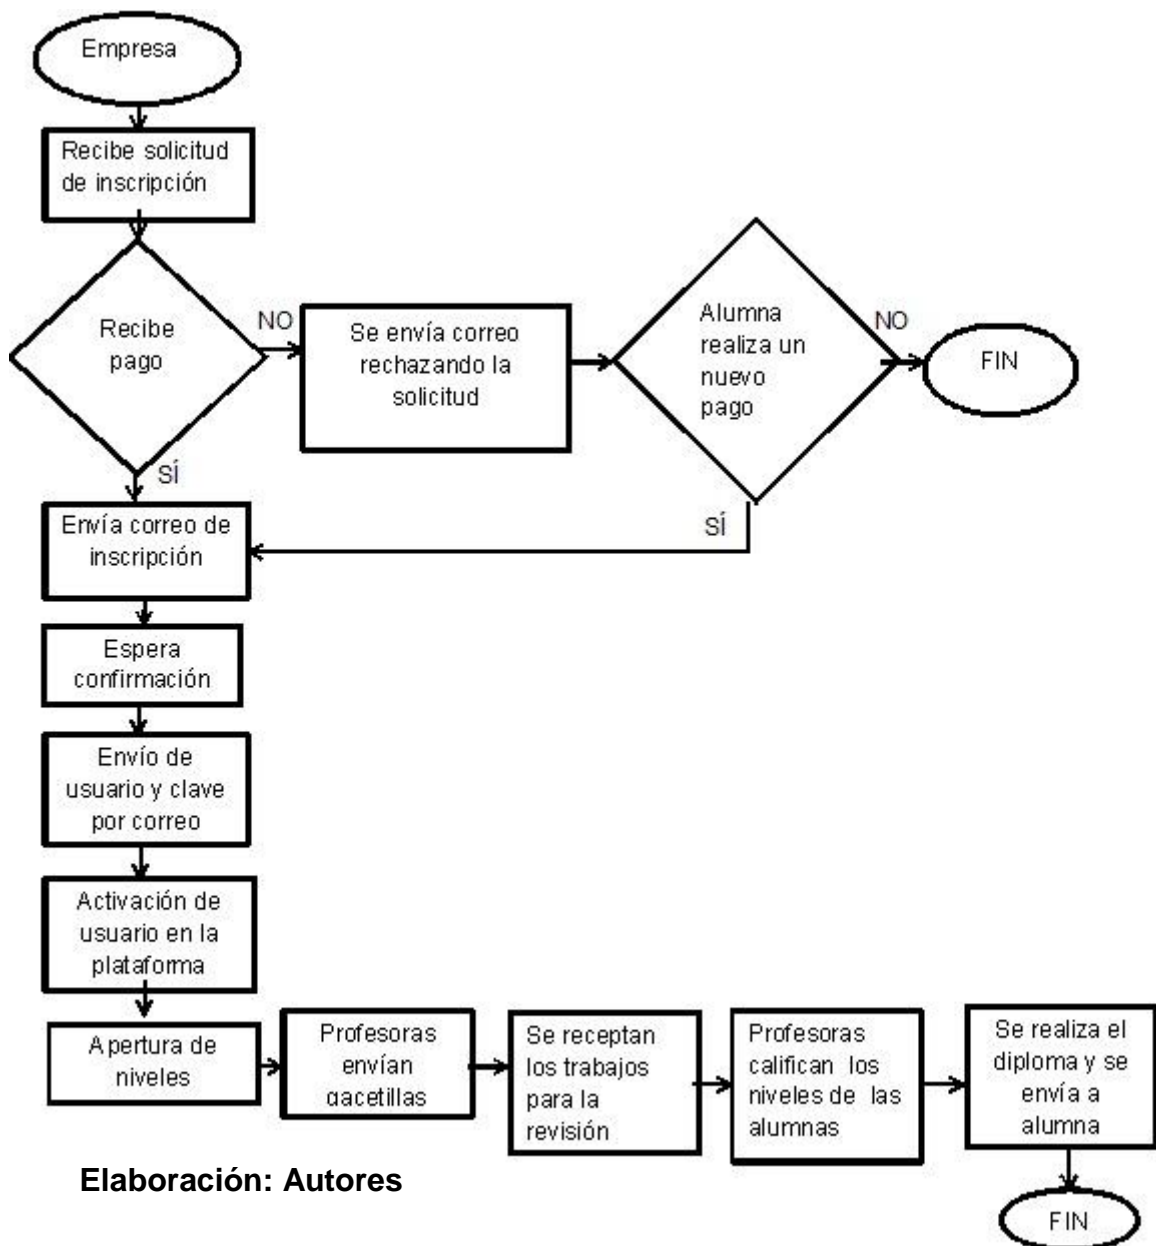 Empresa
Recibe solicitud
de inscripción
Recibe
pago
NO
Se envía correo
rechazando la
solicitud
Alumna
realiza un
nuevo
pago
NO
FIN
SÍ
SÍ
Envía correo de
inscripción
Espera
confirmación
Envío de
usuario y clave
por correo
Activación de
usuario en la
plataforma
Apertura de
niveles
Profesoras
envían
gacetillas
Se receptan
los trabajos
para la
revisión
Profesoras
califican los
niveles de las
alumnas
Se realiza el
diploma y se
envía a
alumna
FIN
Elaboración: Autores